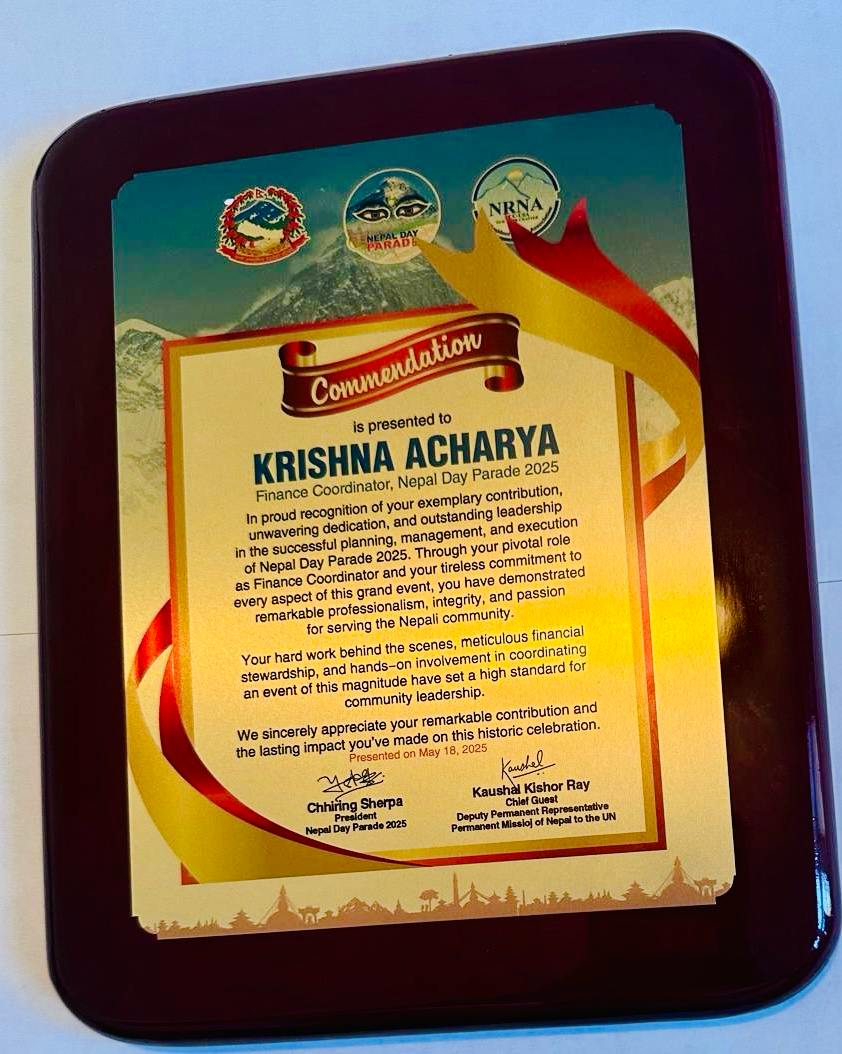 NEPAL DAY
PARADE
NRNA
Commendation
is presented to
KRISHNA ACHARYA
Finance Coordinator, Nepal Day Parade 2025
In proud recognition of your exemplary contribution,
unwavering dedication, and outstanding leadership
in the successful planning, management, and execution
of Nepal Day Parade 2025. Through your pivotal role
as Finance Coordinator and your tireless commitment to
every aspect of this grand event, you have demonstrated
remarkable professionalism, integrity, and passion
for serving the Nepali community.
Your hard work behind the scenes, meticulous financial
stewardship, and hands-on involvement in coordinating
an event of this magnitude have set a high standard for
community leadership.
We sincerely appreciate your remarkable contribution and
the lasting impact you've made on this historic celebration.
Presented on May 18, 2025
Kaushal
Chhiring Sherpa
President
Nepal Day Parade 2025
Kaushal Kishor Ray
Chief Guest
Deputy Permanent Representative
Permanent Missioj of Nepal to the UN